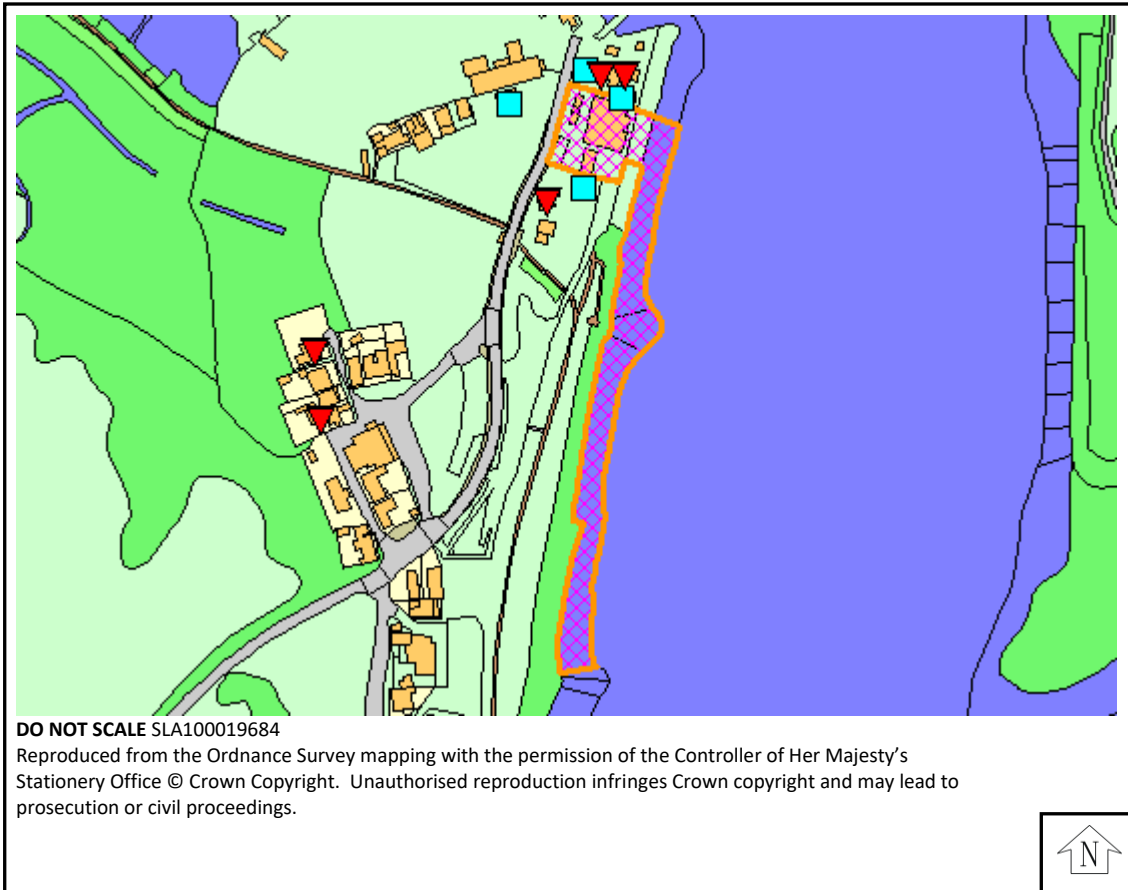 DO NOT SCALE SLA100019684
Reproduced from the Ordnance Survey mapping with the permission of the Controller of Her Majesty’s
Stationery Office © Crown Copyright.  Unauthorised reproduction infringes Crown copyright and may lead to
prosecution or civil proceedings.
N